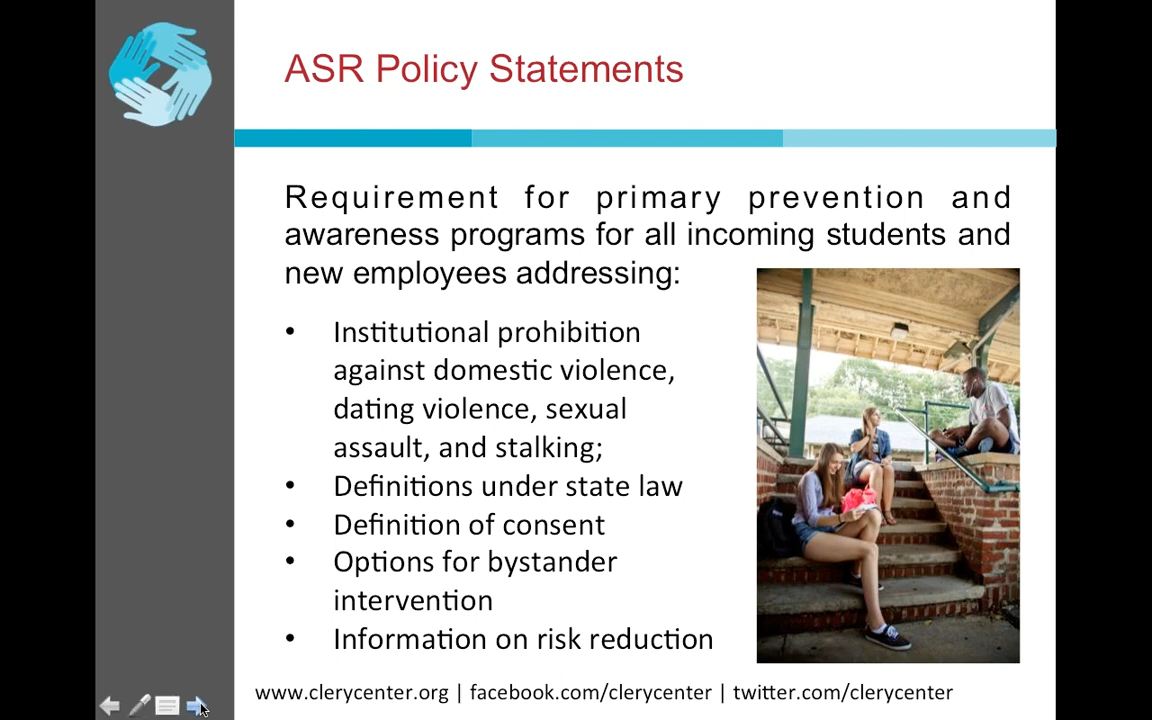 ASR Policy Statements
Requirement for primary prevention and
awareness programs for all incoming students and
new employees addressing:
• Institutional prohibition
against domestic violence,
dating violence, sexual
assault, and stalking;
• Definitions under state law
• Definition of consent
• Options for bystander
intervention
• Information on risk reduction
www.clerycenter.org | facebook.com/clerycenter | twitter.com/clerycenter